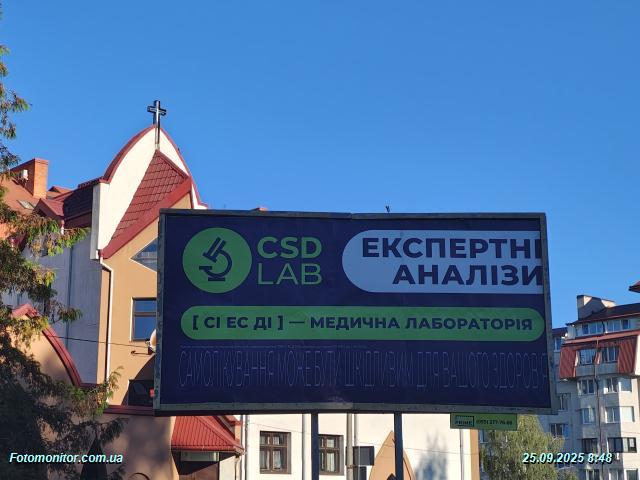 CSD
LAB
ЕКСПЕРТНІ
АНАЛІЗИ
[ СІ ЕС ДІ ] — МЕДИЧНА ЛАБОРАТОРІЯ
САМОЛІКУВАННЯ МОЖЕ БУТИ ШКІДЛИВИМ ДЛЯ ВАШОГО ЗДОРОВ'Я
PRIME
Fotomonitor.com.ua
25.09.2025 8:48